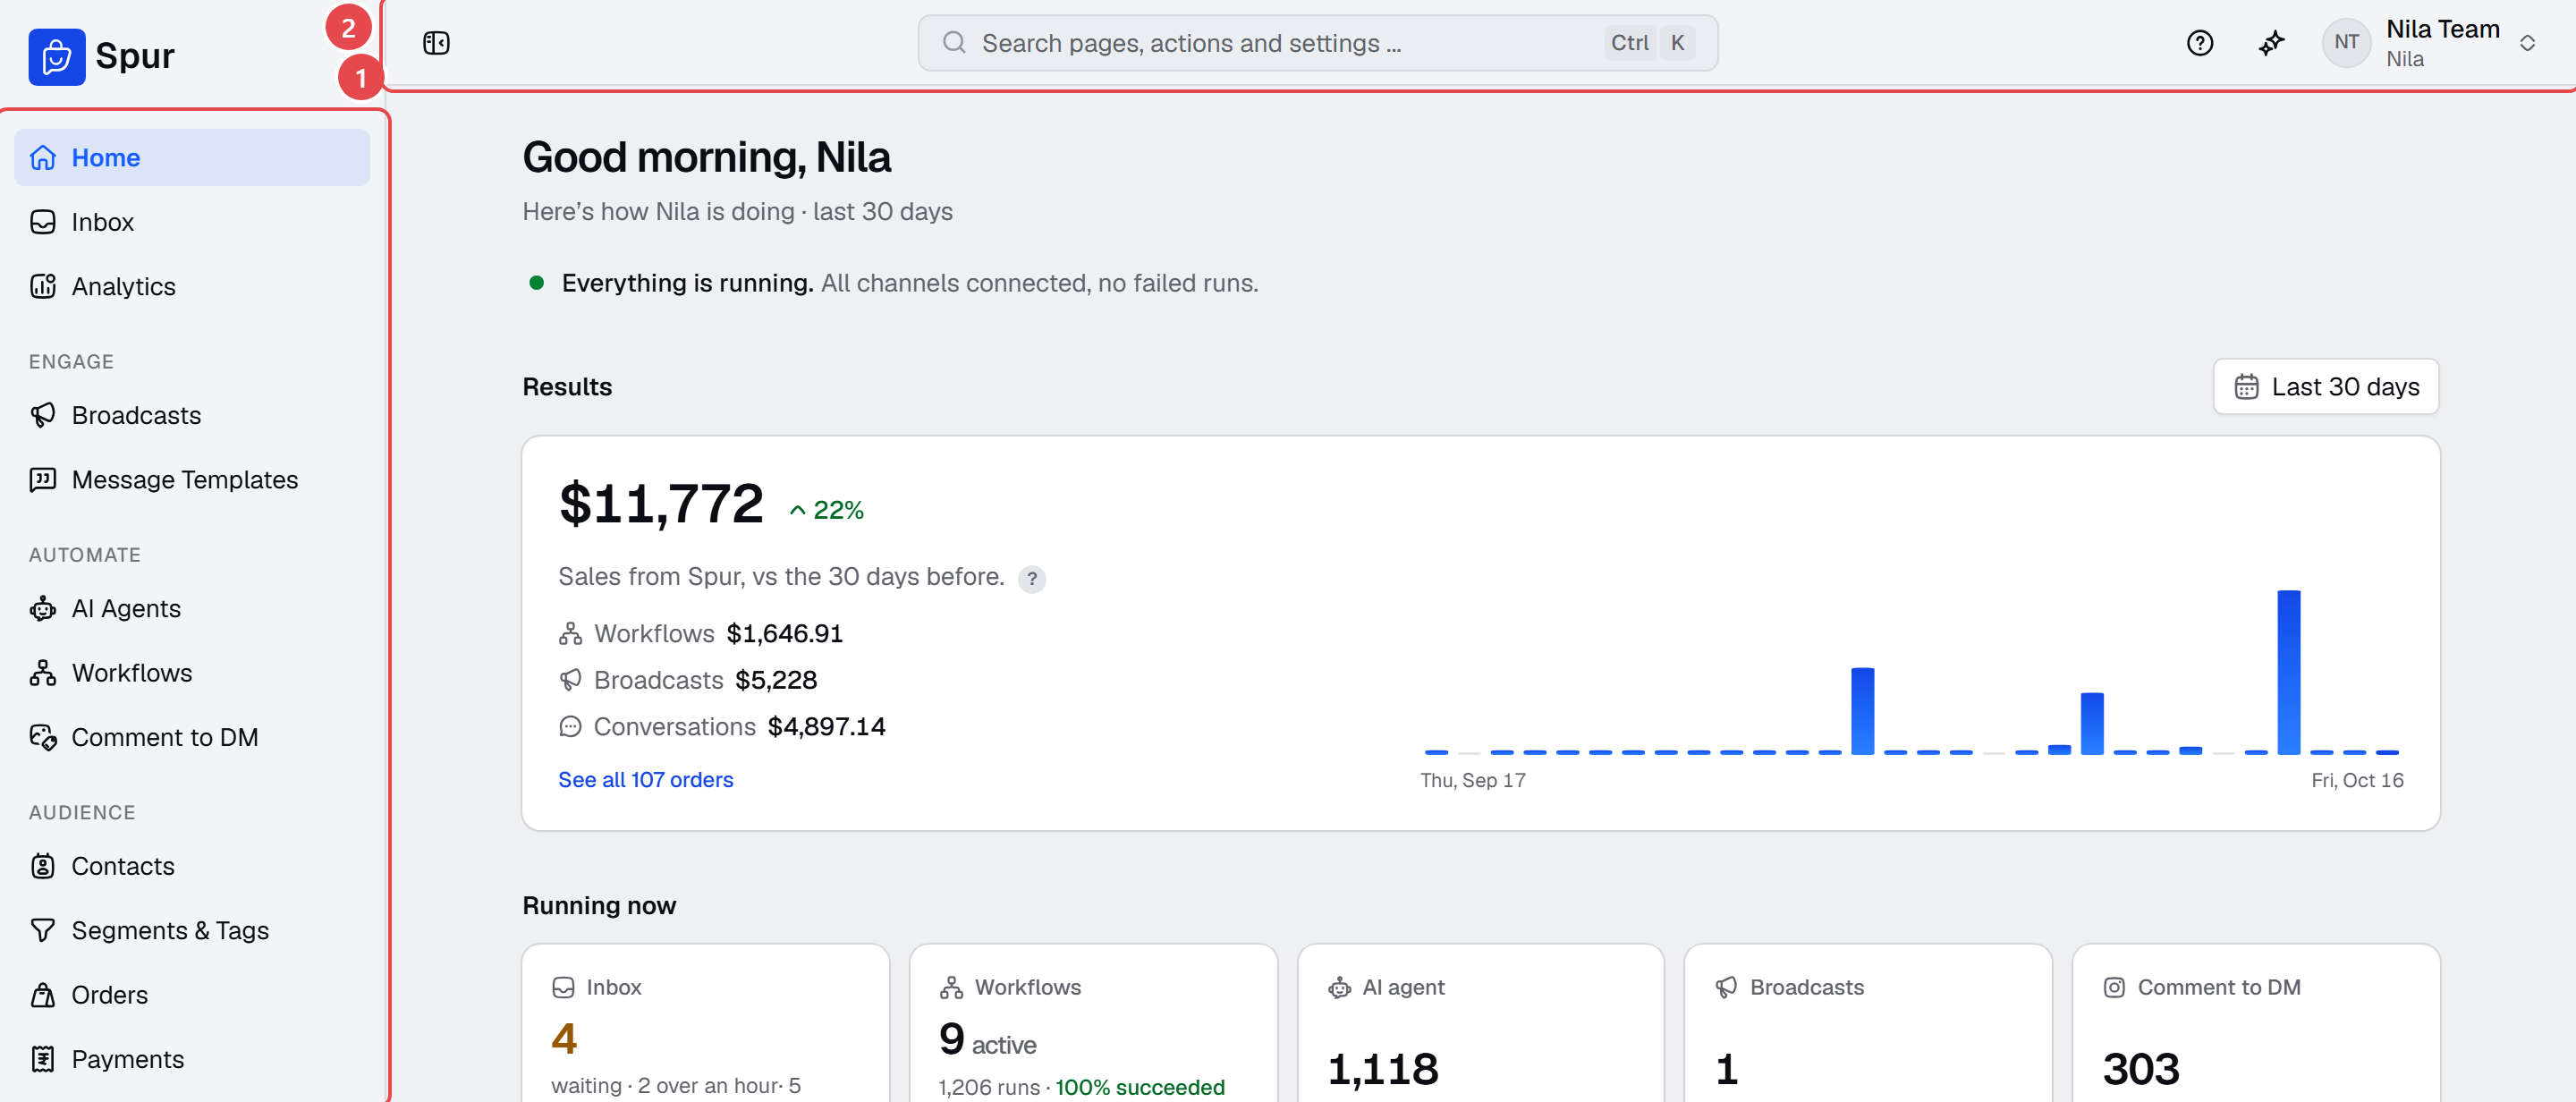 Spur
2
1
Search pages, actions and settings ...
Ctrl K
NT
Nila Team
Nila
Home
Inbox
Analytics
ENGAGE
Broadcasts
Message Templates
AUTOMATE
AI Agents
Workflows
Comment to DM
AUDIENCE
Contacts
Segments & Tags
Orders
Payments
Good morning, Nila
Here’s how Nila is doing · last 30 days
Everything is running. All channels connected, no failed runs.
Results
Last 30 days
$11,772 22%
Sales from Spur, vs the 30 days before. ?
Workflows $1,646.91
Broadcasts $5,228
Conversations $4,897.14
See all 107 orders
Thu, Sep 17
Fri, Oct 16
Running now
Inbox
4
waiting · 2 over an hour· 5
Workflows
9 active
1,206 runs · 100% succeeded
AI agent
1,118
Broadcasts
1
Comment to DM
303